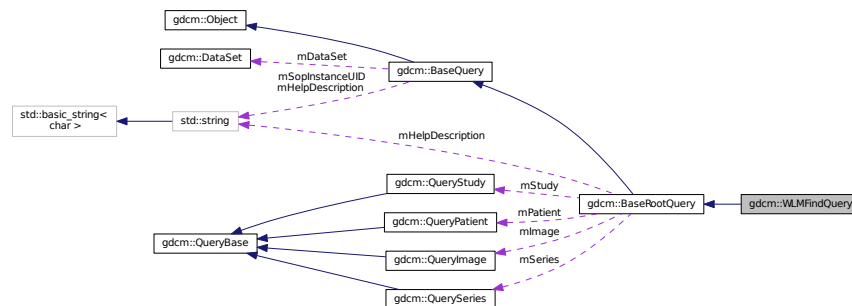 gdcm::Object
mDataSet
gdcm::DataSet
gdcm::BaseQuery
mSopInstanceUID
mHelpDescription
std::basic_string<
char >
std::string
mHelpDescription
gdcm::QueryStudy
mStudy
gdcm::BaseRootQuery
gdcm::WLMFindQuery
gdcm::QueryPatient
mPatient
mImage
gdcm::QueryBase
gdcm::QueryImage
mSeries
gdcm::QuerySeries